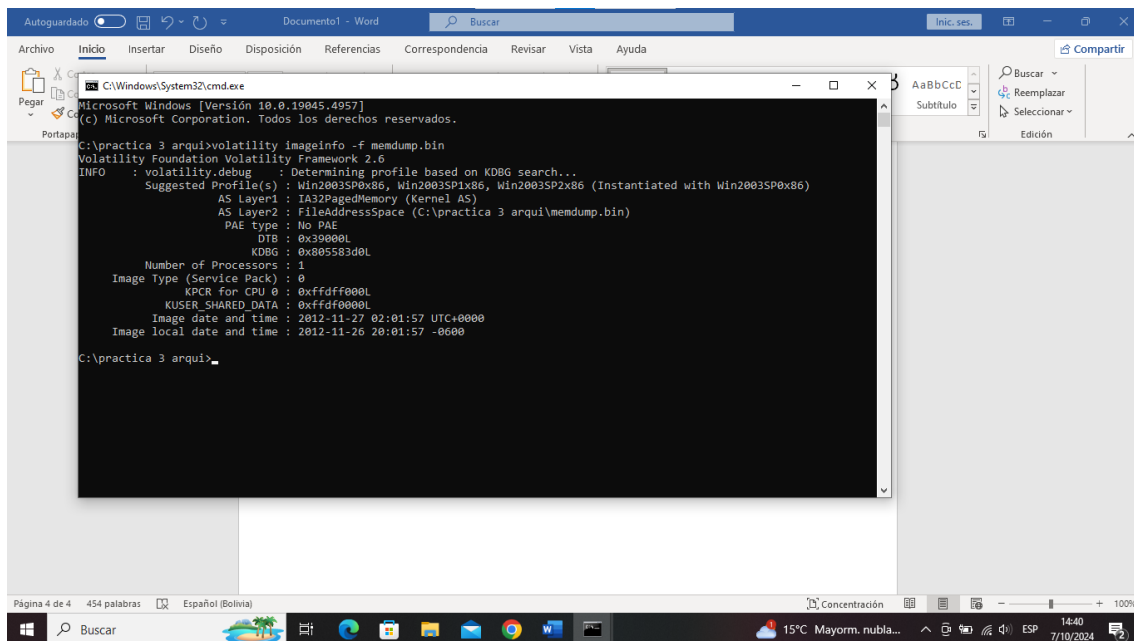 Autoguardado
Documento1 - Word
Buscar
Inic. ses.
Archivo Inicio Insertar Diseño Disposición Referencias Correspondencia Revisar Vista Ayuda
Compartir
Pegar
Portapap
AaBbCcD
Subtítulo
Buscar
Reemplazar
Seleccionar
Edición
C:\Windows\System32\cmd.exe
Microsoft Windows [Versión 10.0.19045.4957]
(c) Microsoft Corporation. Todos los derechos reservados.
C:\practica 3 arqui>volatility imageinfo -f memdump.bin
Volatility Foundation Volatility Framework 2.6
INFO    : volatility.debug    : Determining profile based on KDBG search...
Suggested Profile(s) : Win2003SP0x86, Win2003SP1x86, Win2003SP2x86 (Instantiated with Win2003SP0x86)
AS Layer1 : IA32PagedMemory (Kernel AS)
AS Layer2 : FileAddressSpace (C:\practica 3 arqui\memdump.bin)
PAE type : No PAE
DTB : 0x39000L
KDBG : 0x805583d0L
Number of Processors : 1
Image Type (Service Pack) : 0
KPCR for CPU 0 : 0xffdff000L
KUSER_SHARED_DATA : 0xffdf0000L
Image date and time : 2012-11-27 02:01:57 UTC+0000
Image local date and time : 2012-11-26 20:01:57 -0600
C:\practica 3 arqui>
Página 4 de 4 454 palabras Español (Bolivia)
Concentración
100%
Buscar
15°C Mayorm. nubla...
ESP
14:40
7/10/2024